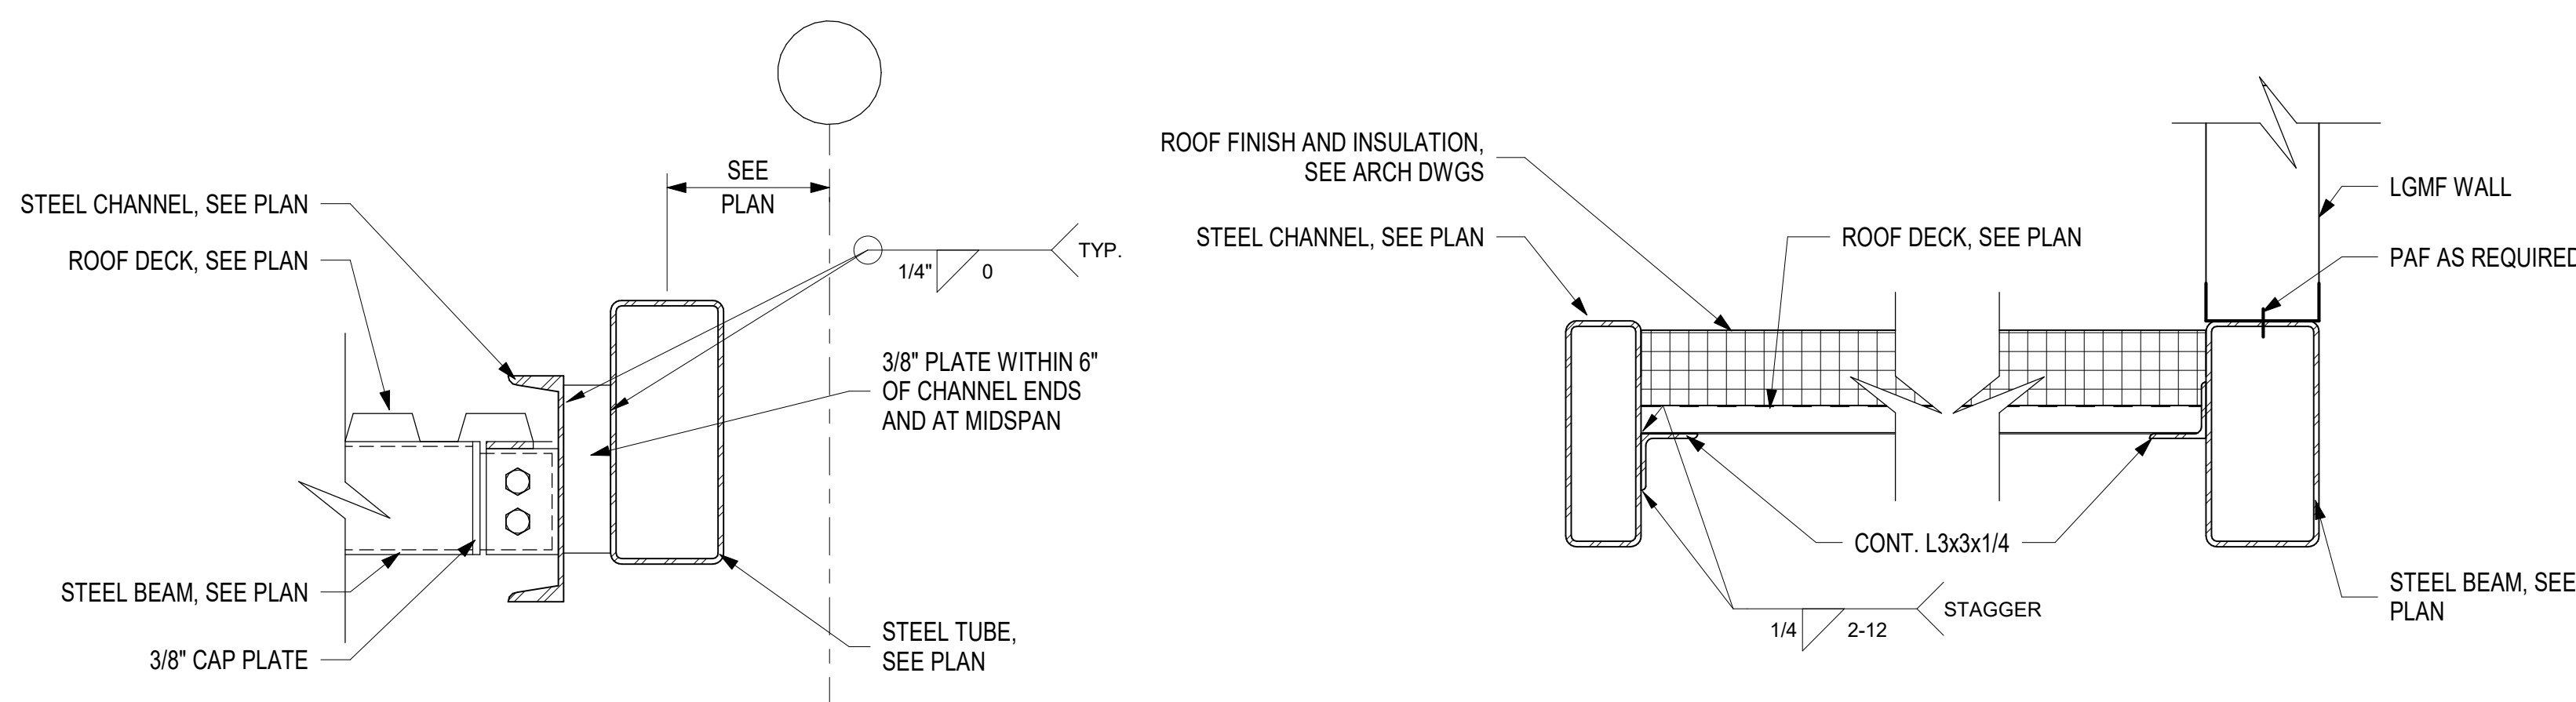 SEE
PLAN
STEEL CHANNEL, SEE PLAN
ROOF DECK, SEE PLAN
1/4"
0
TYP.
3/8" PLATE WITHIN 6"
OF CHANNEL ENDS
AND AT MIDSPAN
STEEL BEAM, SEE PLAN
3/8" CAP PLATE
STEEL TUBE,
SEE PLAN
ROOF FINISH AND INSULATION,
SEE ARCH DWGS
STEEL CHANNEL, SEE PLAN
ROOF DECK, SEE PLAN
LGMF WALL
PAF AS REQUIRED
CONT. L3x3x1/4
STEEL BEAM, SEE
PLAN
1/4
2-12
STAGGER